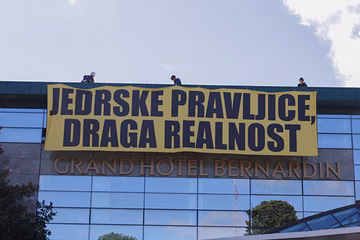 JEDRSKE PRAVLJICE,
DRAGA REALNOST
GRAND HOTEL BERNARDIN